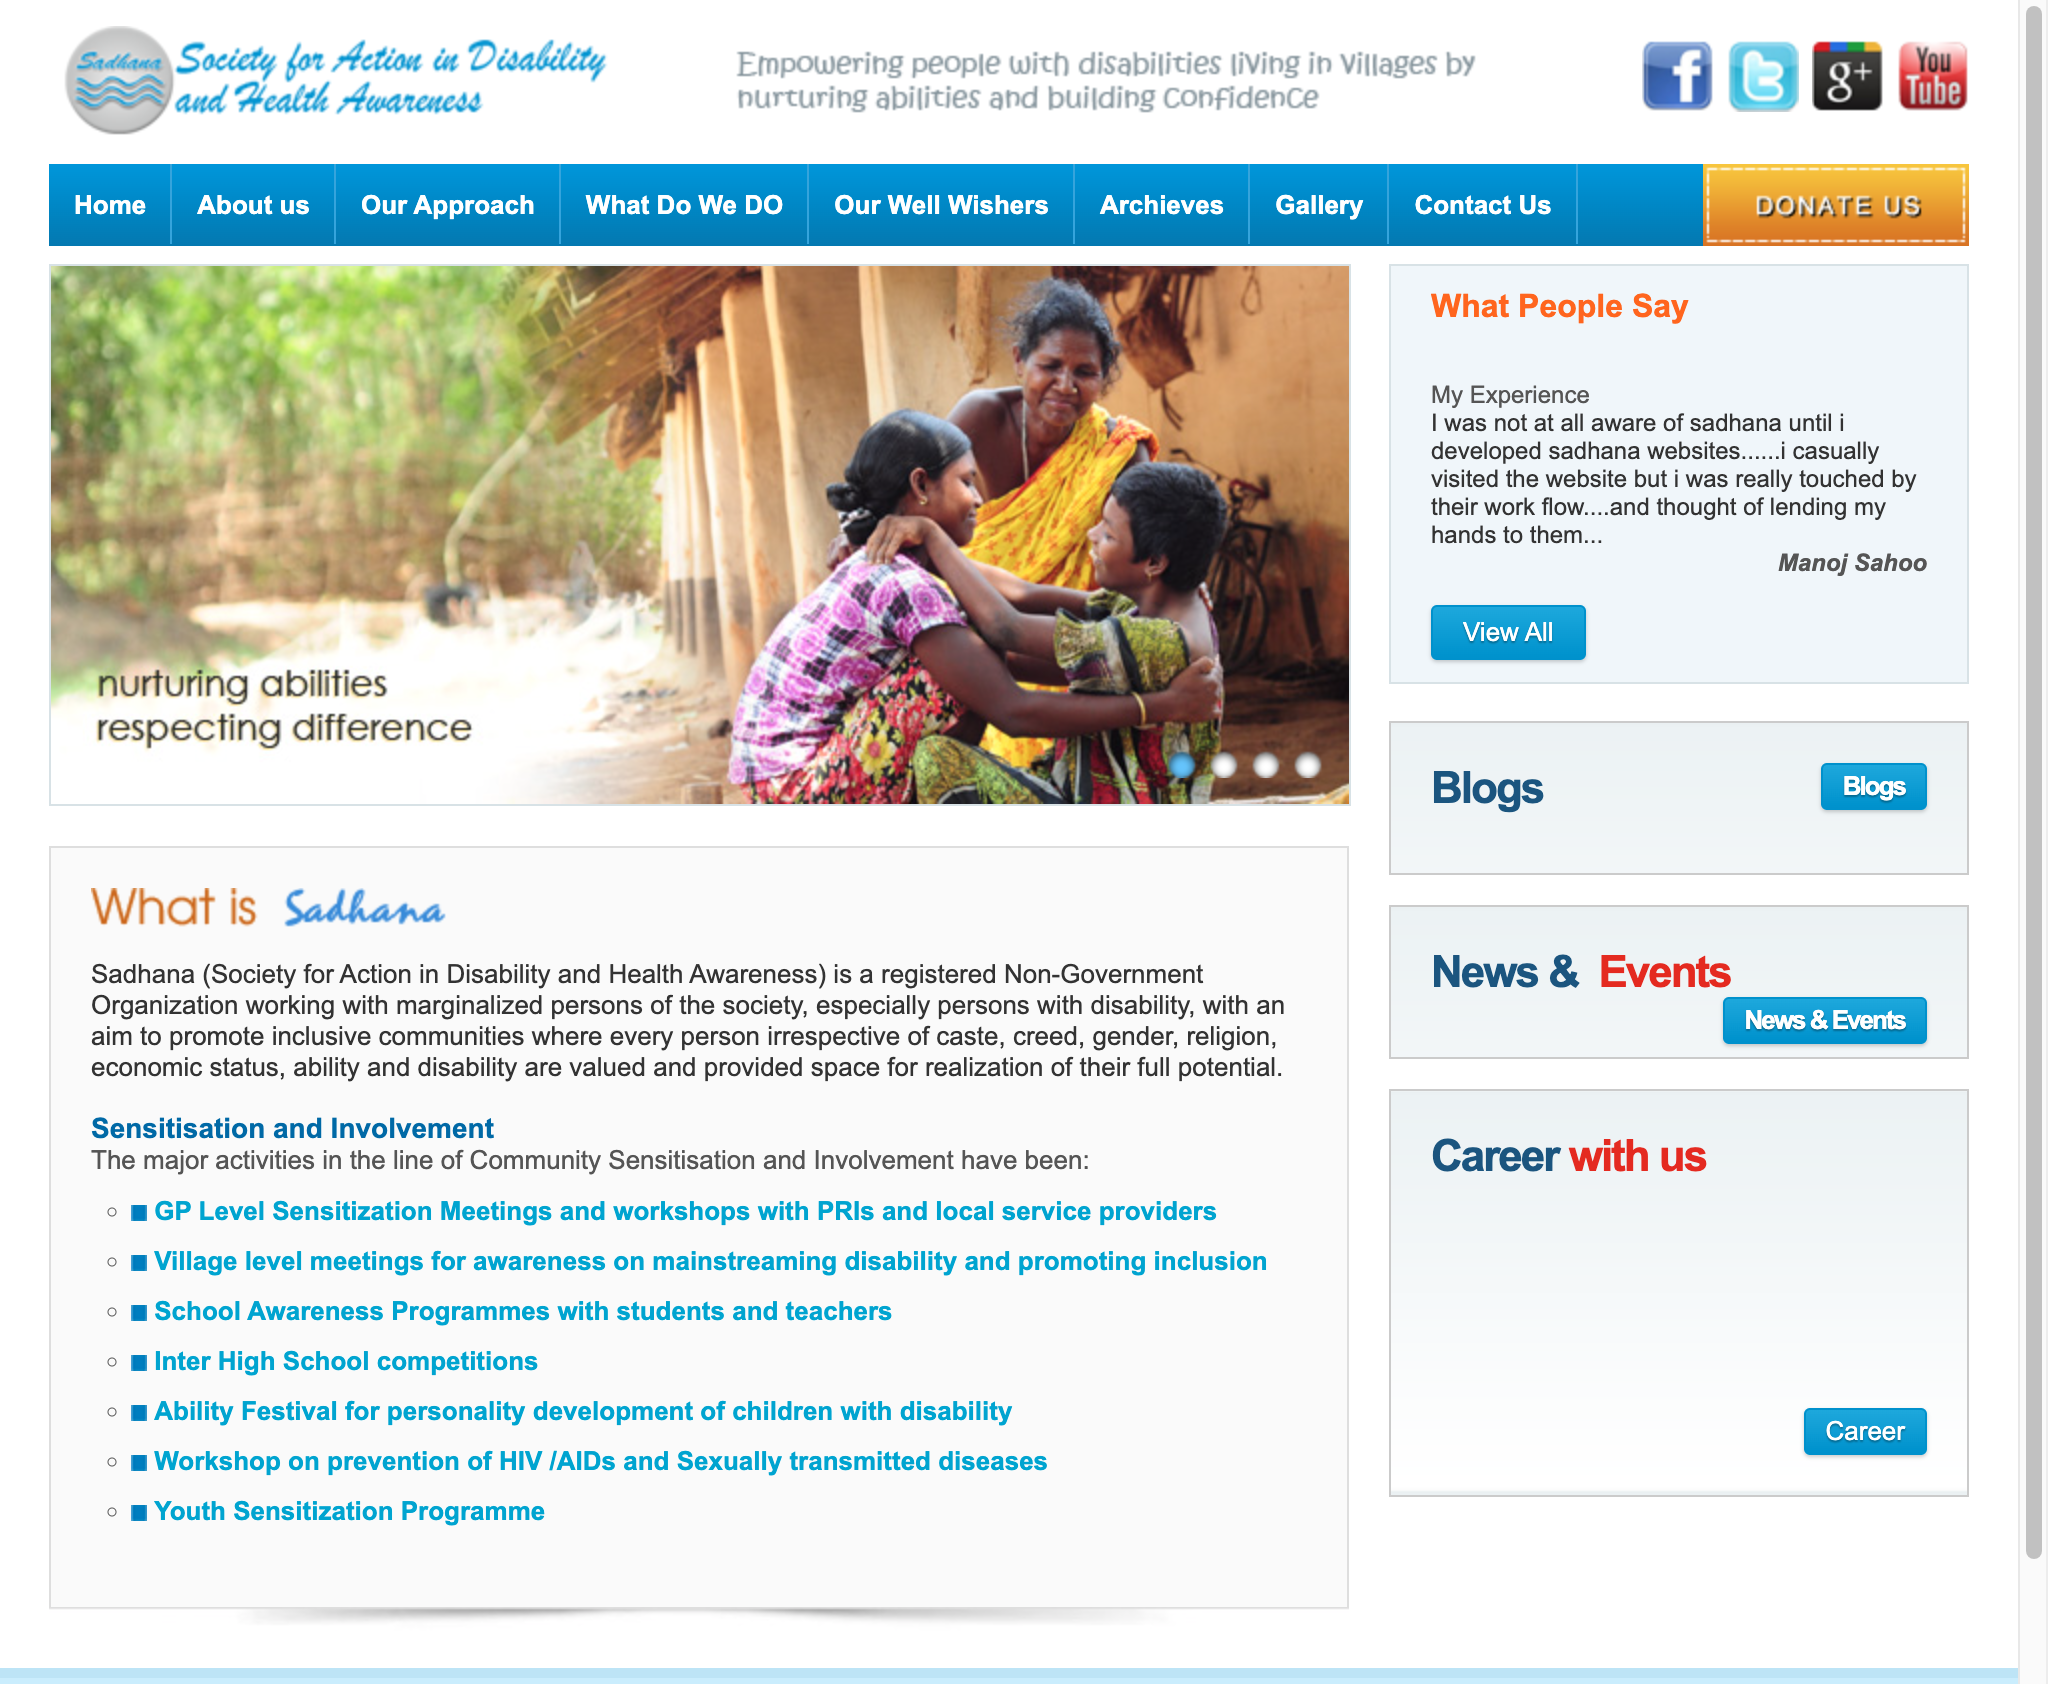 Sadhana
Society for Action in Disability
and Health Awareness
Empowering people with disabilities living in villages by
nurturing abilities and building confidence
f
t
g+
You
Tube
Home
About us
Our Approach
What Do We DO
Our Well Wishers
Archieves
Gallery
Contact Us
DONATE US
nurturing abilities
respecting difference
What People Say
My Experience
I was not at all aware of sadhana until i
developed sadhana websites......i casually
visited the website but i was really touched by
their work flow....and thought of lending my
hands to them...
Manoj Sahoo
View All
Blogs
Blogs
News & Events
News & Events
Career with us
Career
What is Sadhana
Sadhana (Society for Action in Disability and Health Awareness) is a registered Non-Government
Organization working with marginalized persons of the society, especially persons with disability, with an
aim to promote inclusive communities where every person irrespective of caste, creed, gender, religion,
economic status, ability and disability are valued and provided space for realization of their full potential.
Sensitisation and Involvement
The major activities in the line of Community Sensitisation and Involvement have been:
GP Level Sensitization Meetings and workshops with PRIs and local service providers
Village level meetings for awareness on mainstreaming disability and promoting inclusion
School Awareness Programmes with students and teachers
Inter High School competitions
Ability Festival for personality development of children with disability
Workshop on prevention of HIV /AIDs and Sexually transmitted diseases
Youth Sensitization Programme